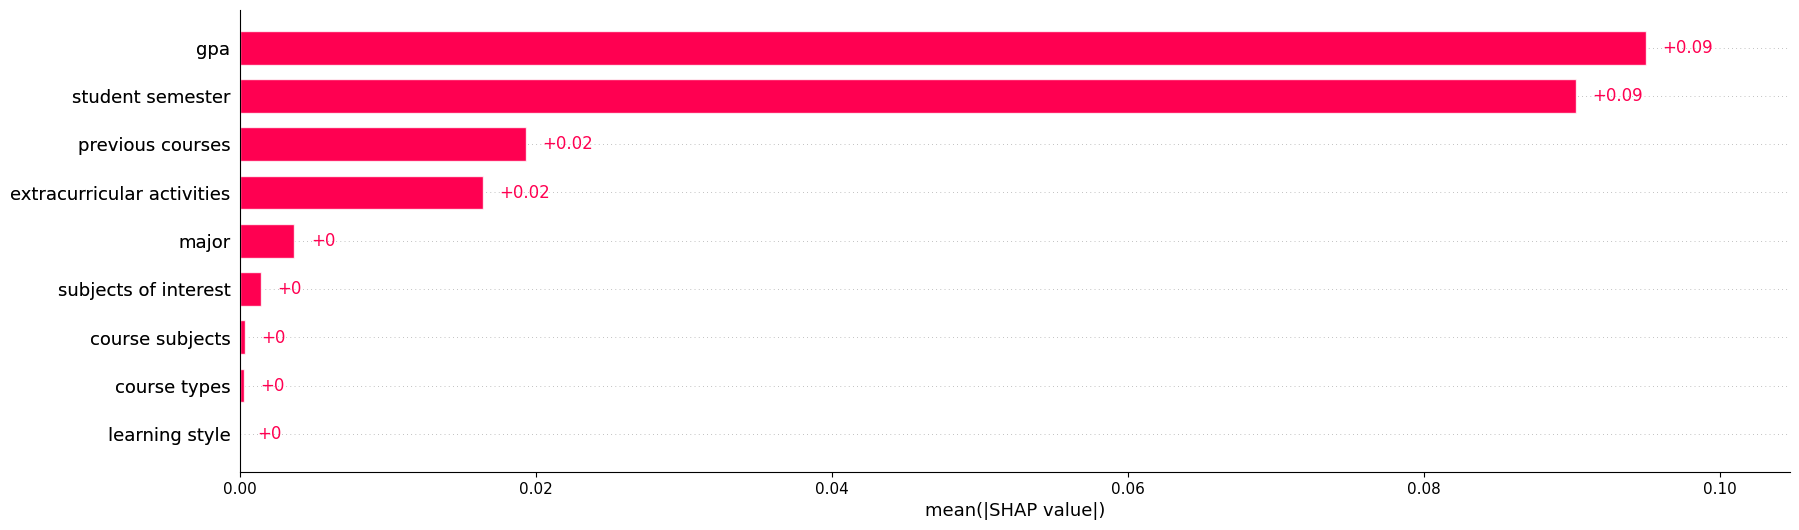 gpa +0.09
student semester +0.09
previous courses +0.02
extracurricular activities +0.02
major +0
subjects of interest +0
course subjects +0
course types +0
learning style +0
0.00 0.02 0.04 0.06 0.08 0.10
mean(|SHAP value|)